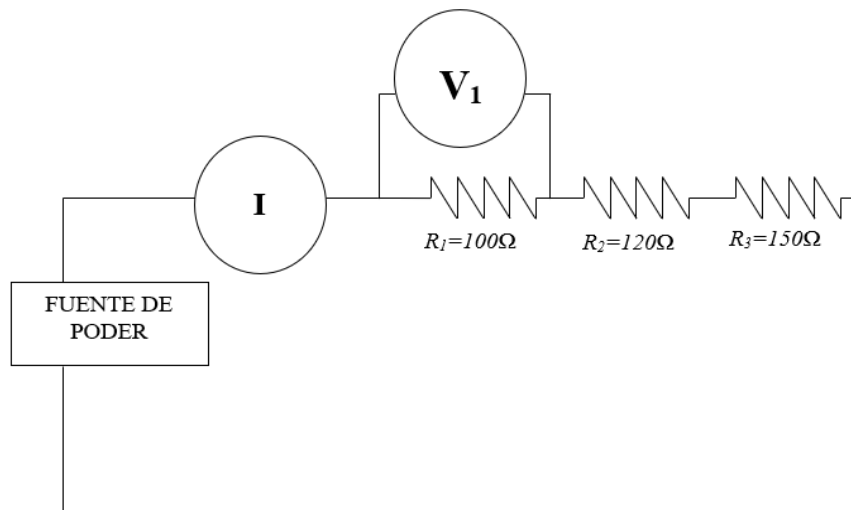 V₁
I
R₁=100Ω
R₂=120Ω
R₃=150Ω
FUENTE DE
PODER